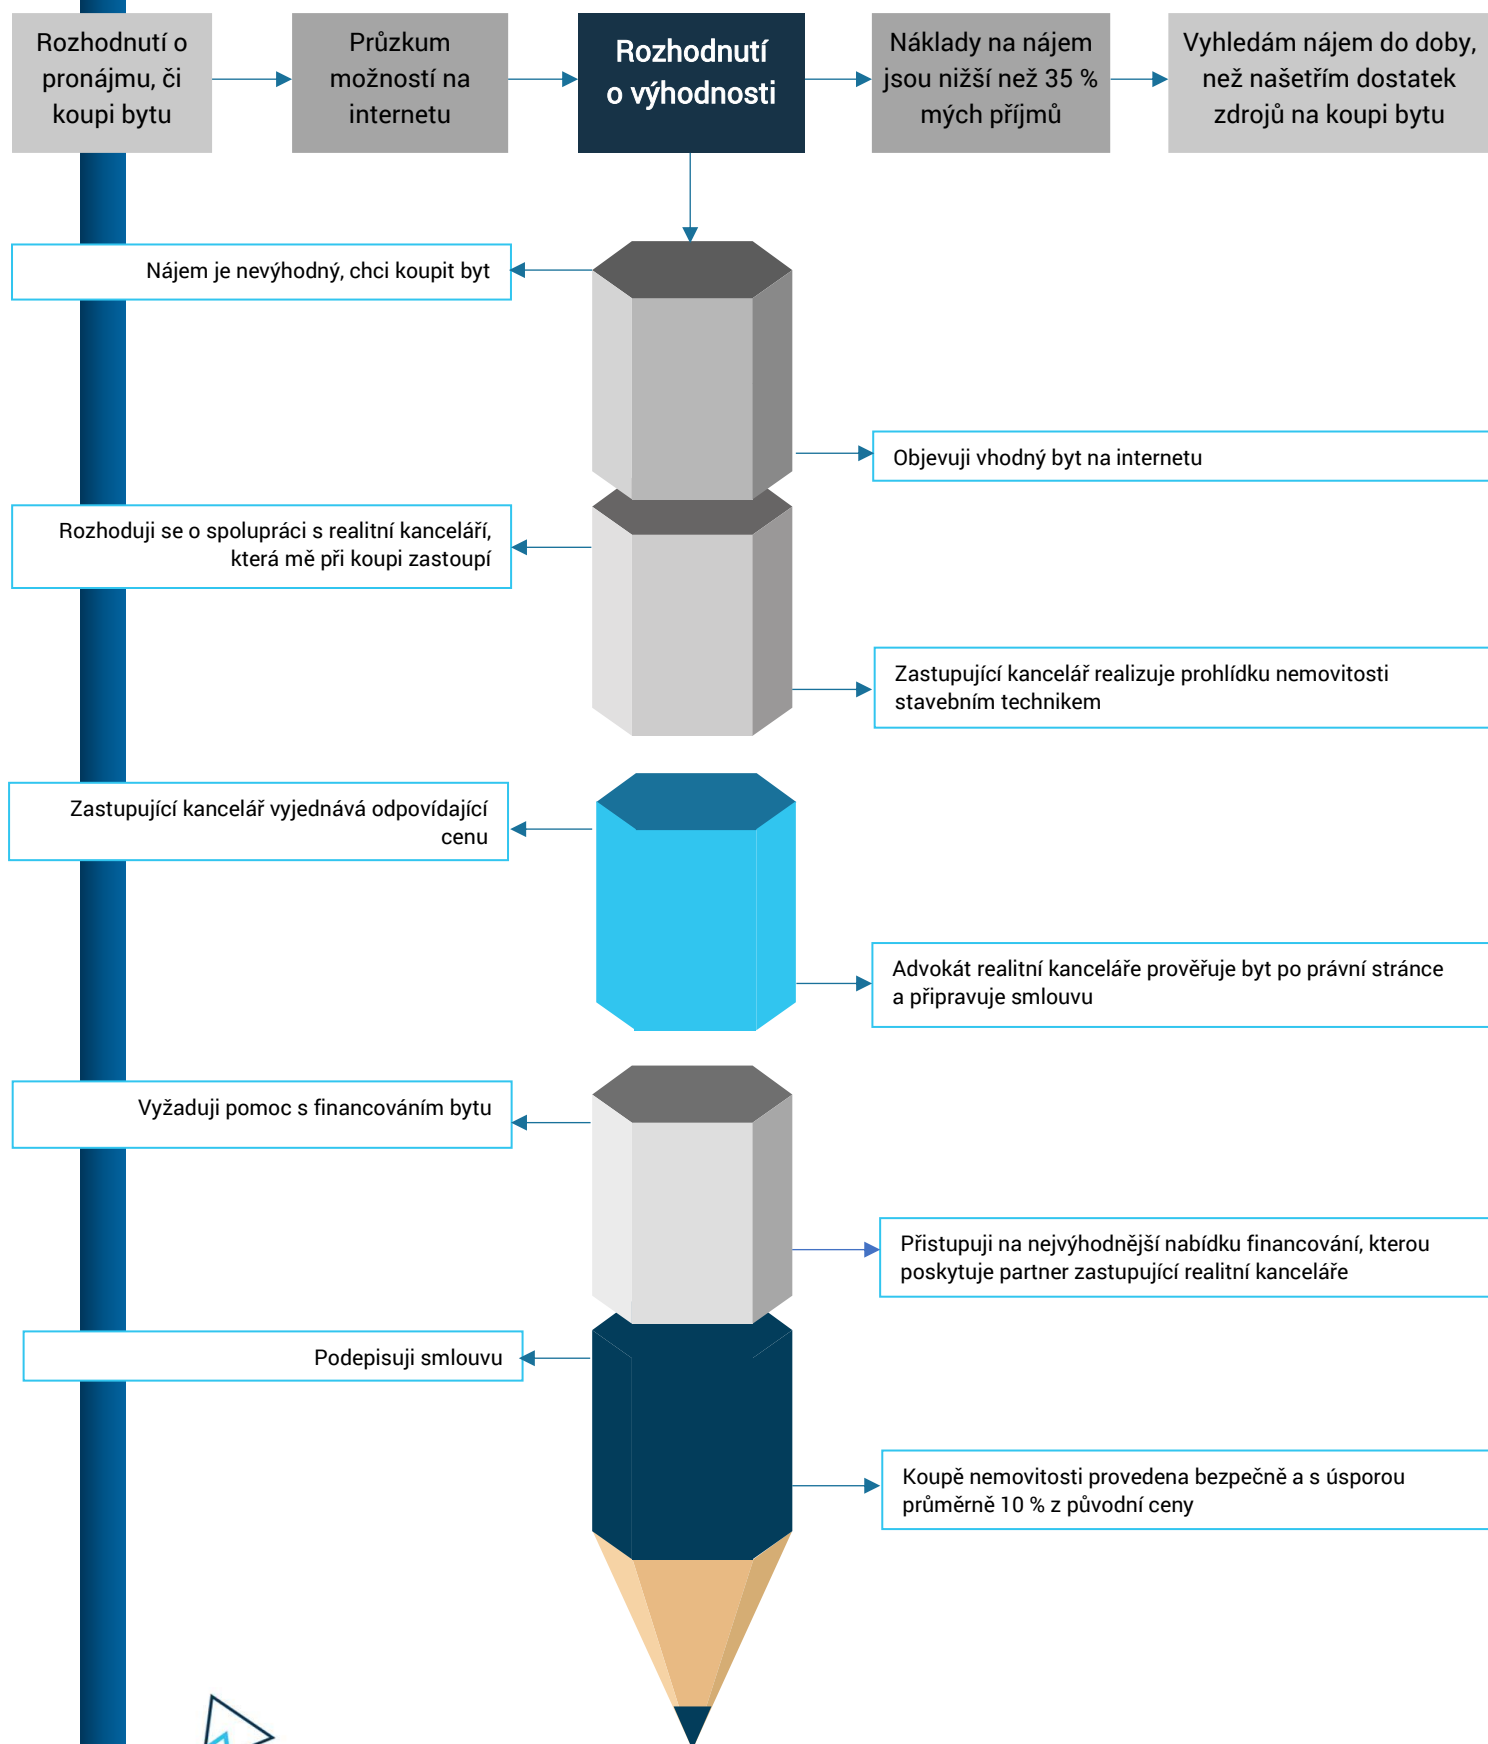 Rozhodnutí o
pronájmu, či
koupi bytu
Průzkum
možností na
internetu
Rozhodnutí
o výhodnosti
Náklady na nájem
jsou nižší než 35 %
mých příjmů
Vyhledám nájem do doby,
než našetřím dostatek
zdrojů na koupi bytu
Nájem je nevýhodný, chci koupit byt
Objevuji vhodný byt na internetu
Rozhoduji se o spolupráci s realitní kanceláří,
která mě při koupi zastoupí
Zastupující kancelář realizuje prohlídku nemovitosti
stavebním technikem
Zastupující kancelář vyjednává odpovídající
cenu
Advokát realitní kanceláře prověřuje byt po právní stránce
a připravuje smlouvu
Vyžaduji pomoc s financováním bytu
Přistupuji na nejvýhodnější nabídku financování, kterou
poskytuje partner zastupující realitní kanceláře
Podepisuji smlouvu
Koupě nemovitosti provedena bezpečně a s úsporou
průměrně 10 % z původní ceny